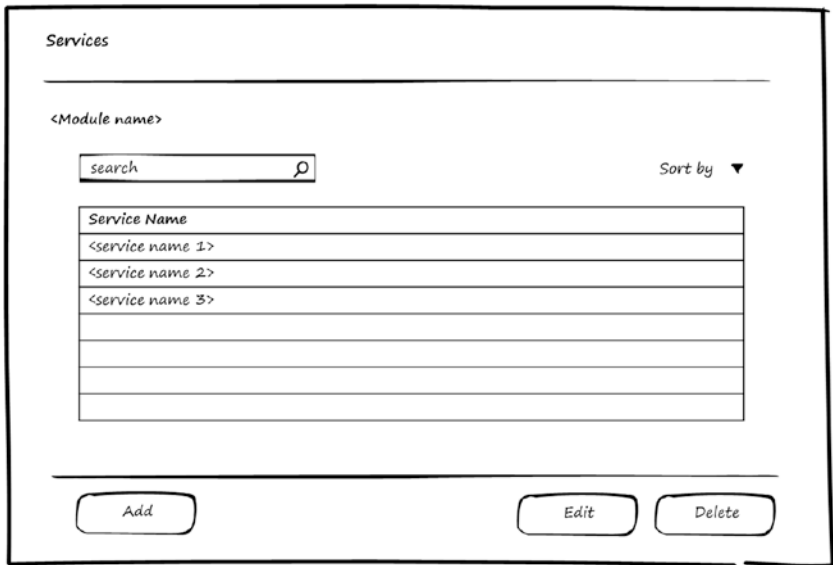 Services
<Module name>
search
Sort by
Service Name
<service name 1>
<service name 2>
<service name 3>
Add
Edit
Delete